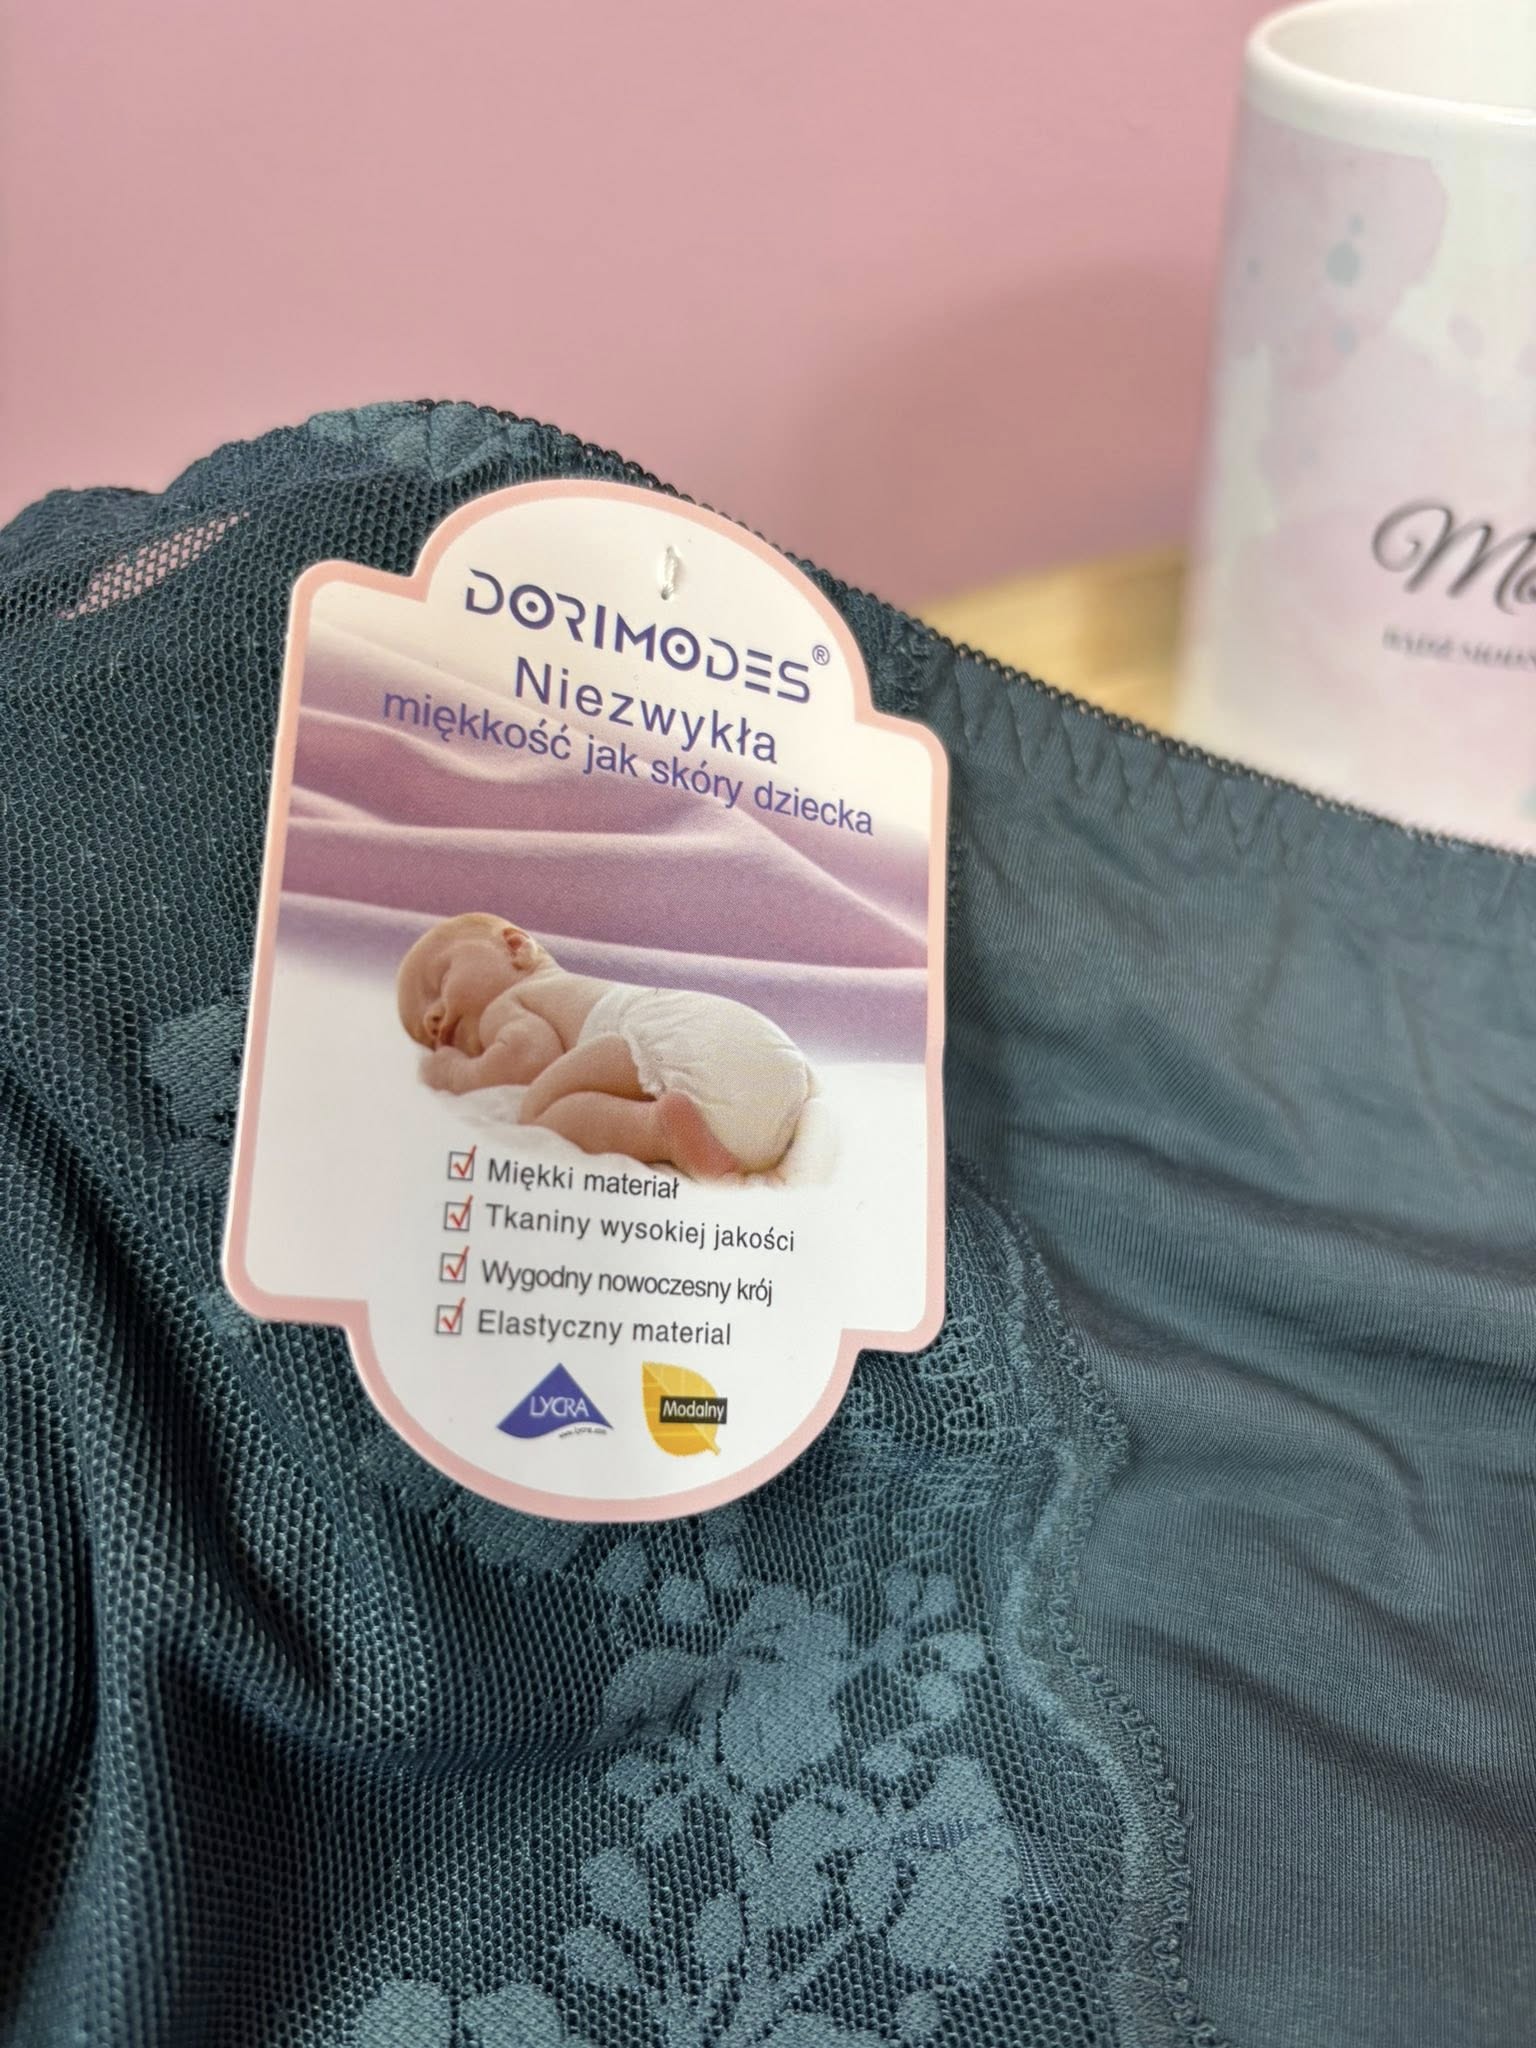 DORIMODES®
Niezwykła
miękkość jak skóry dziecka
Miękki materiał
Tkaniny wysokiej jakości
Wygodny nowoczesny krój
Elastyczny material
LYCRA
Modalny